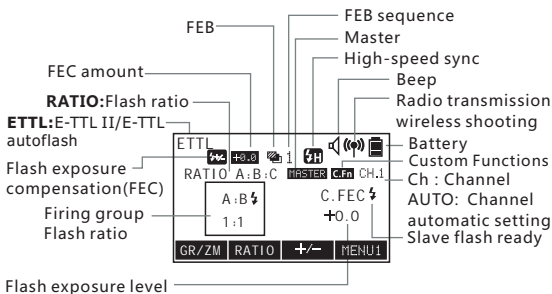 FEB sequence
FEB
Master
High-speed sync
FEC amount
Beep
RATIO:Flash ratio
Radio transmission
wireless shooting
ETTL:E-TTL II/E-TTL
autoflash
Battery
Custom Functions
Flash exposure
compensation(FEC)
Ch : Channel
AUTO: Channel
automatic setting
Firing group
Flash ratio
Slave flash ready
Flash exposure level
ETTL
+0.0
1
H
RATIO A:B:C
MASTER
C.Fn
CH.1
A:B
1:1
C.FEC
+0.0
GR/ZM
RATIO
+/-
MENU1